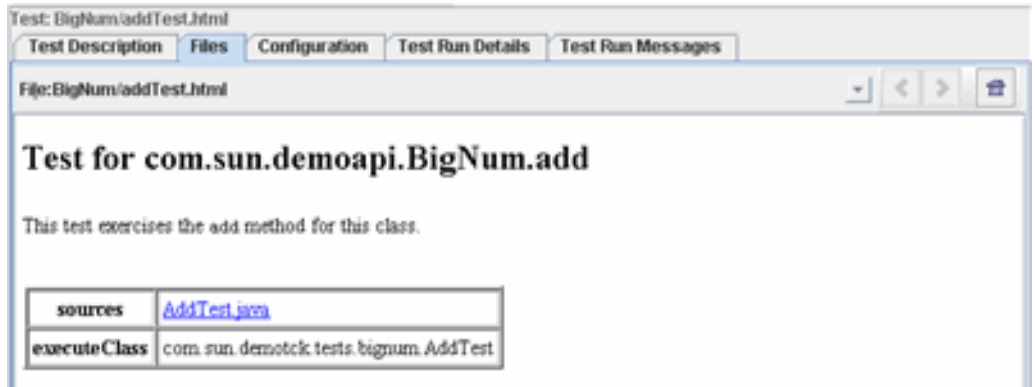 Test: BigNum/addTest.html
Test Description Files Configuration Test Run Details Test Run Messages
File:BigNum/addTest.html
Test for com.sun.demoapi.BigNum.add
This test exercises the add method for this class.
sources AddTest.java
executeClass com.sun.demotck.tests.bignum.AddTest